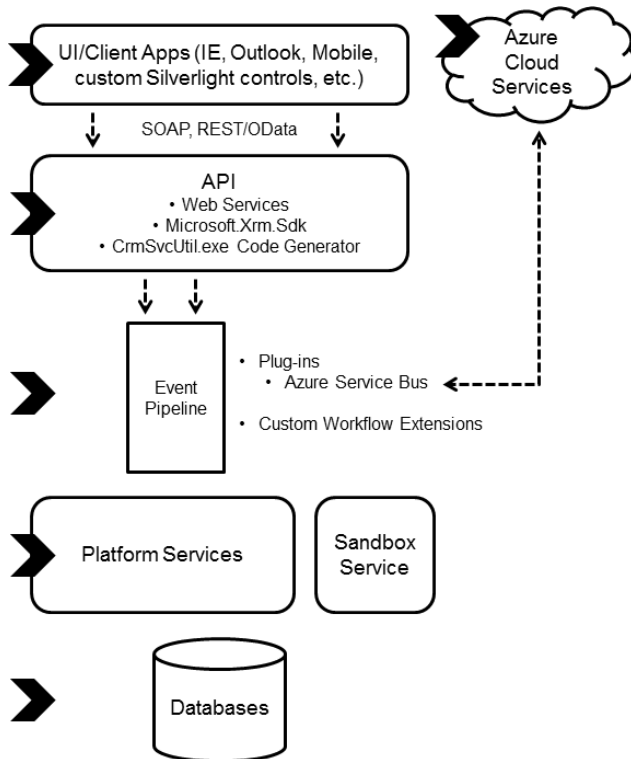 UI/Client Apps (IE, Outlook, Mobile,
custom Silverlight controls, etc.)
Azure
Cloud
Services
SOAP, REST/OData
API
• Web Services
• Microsoft.Xrm.Sdk
• CrmSvcUtil.exe Code Generator
Event
Pipeline
• Plug-ins
• Azure Service Bus
• Custom Workflow Extensions
Platform Services
Sandbox
Service
Databases